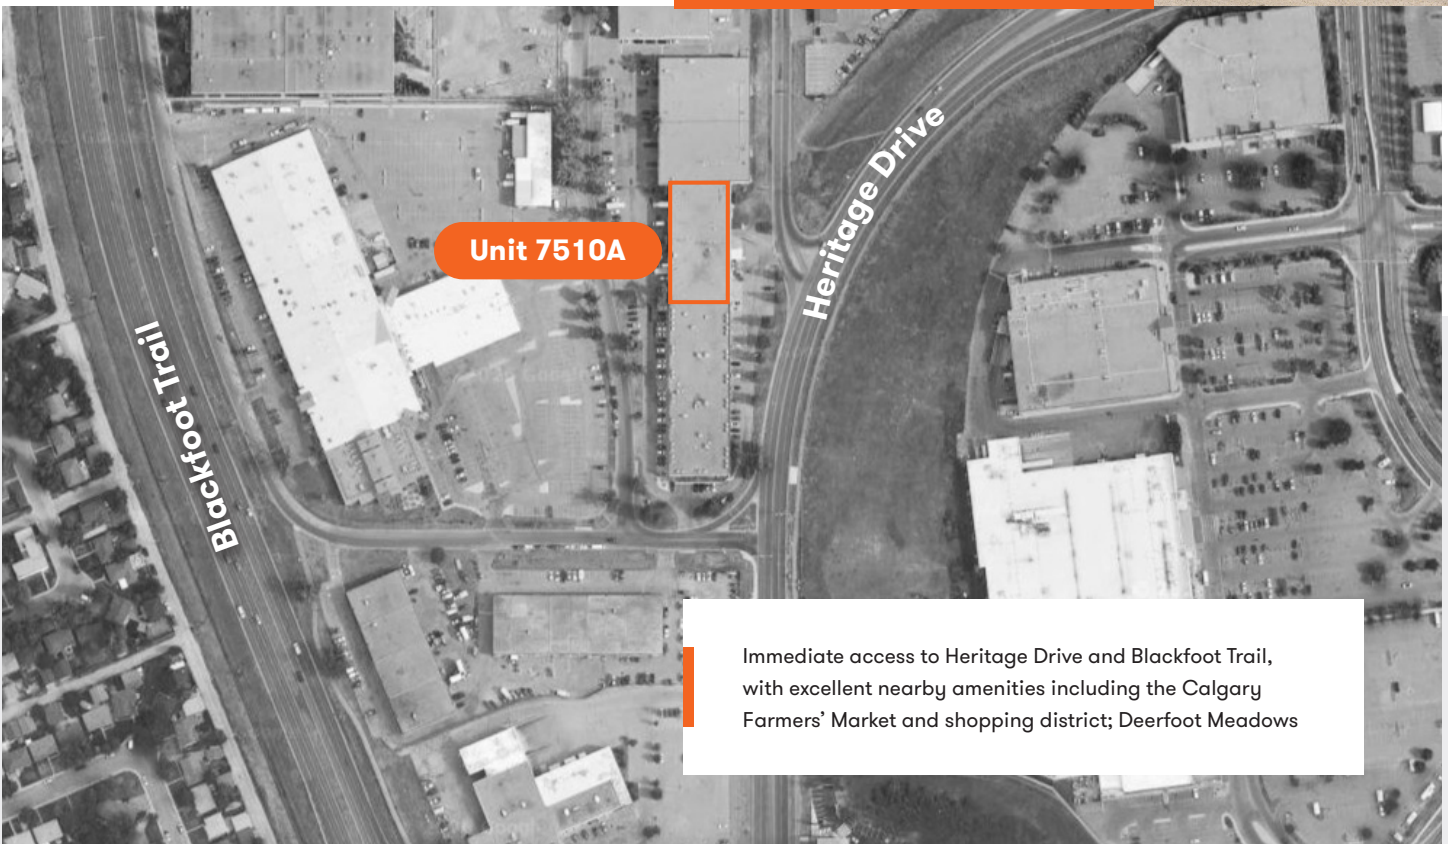 Heritage Drive
Unit 7510A
Blackfoot Trail
Immediate access to Heritage Drive and Blackfoot Trail,
with excellent nearby amenities including the Calgary
Farmers’ Market and shopping district; Deerfoot Meadows